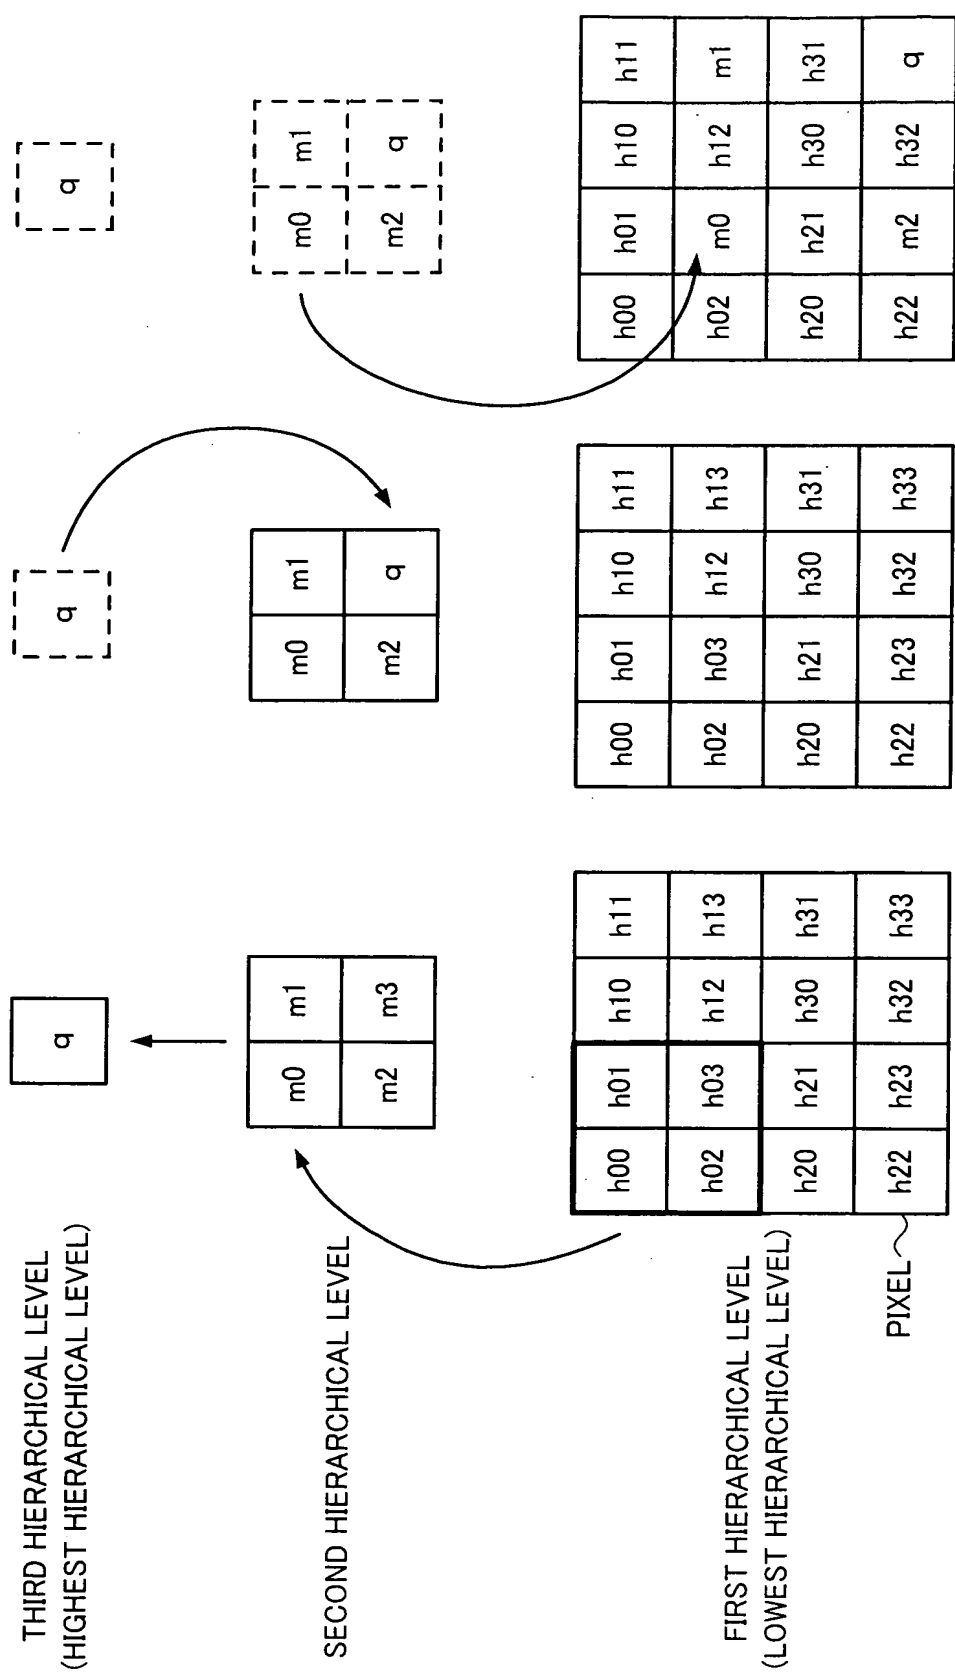 THIRD HIERARCHICAL LEVEL
(HIGHEST HIERARCHICAL LEVEL)
q q q
SECOND HIERARCHICAL LEVEL
m0 m1 m0 m1 m0 m1
m2 m3 m2 q m2 q
FIRST HIERARCHICAL LEVEL
(LOWEST HIERARCHICAL LEVEL)
h00 h01 h10 h11 h00 h01 h10 h11 h00 h01 h10 h11
h02 h03 h12 h13 h02 h03 h12 h13 h02 m0 h12 m1
h20 h21 h30 h31 h20 h21 h30 h31 h20 h21 h30 h31
h22 h23 h32 h33 h22 h23 h32 h33 h22 m2 h32 q
PIXEL